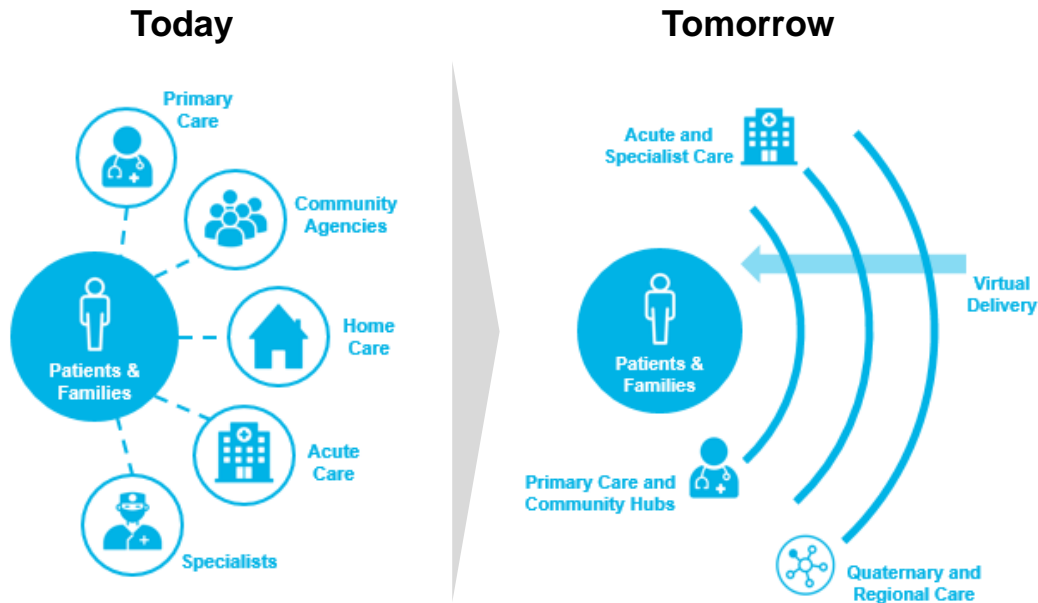 Today
Primary
Care
Community
Agencies
Home
Care
Patients &
Families
Acute
Care
Specialists
Tomorrow
Acute and
Specialist Care
Virtual
Delivery
Patients &
Families
Primary Care and
Community Hubs
Quaternary and
Regional Care